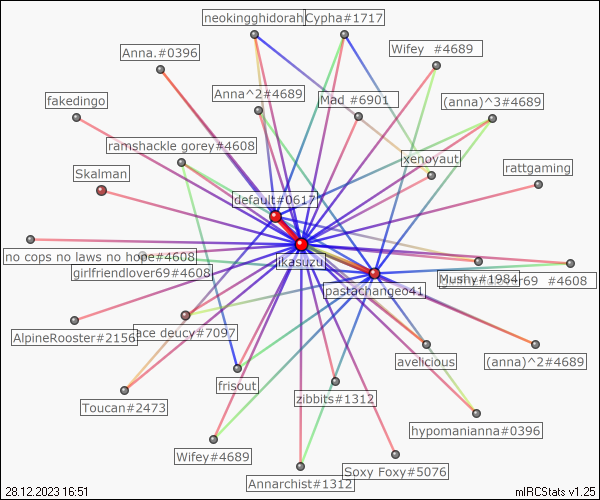 neokingghidorah
Cypha#1717
Wifey #4689
Anna.#0396
Anna^2#4689
Mad #6901
(anna)^3#4689
fakedingo
ramshackle gorey#4608
xenoyaut
Skalman
rattgaming
default#0617
no cops no laws no hope#4608
ikasuzu
girlfriendlover69#4608
Mushy#1984
69 #4608
pastachange041
AlpineRooster#2156
ace deucy#7097
avelicious
(anna)^2#4689
frisout
zibbits#1312
Toucan#2473
hypomanianna#0396
Wifey#4689
Soxy Foxy#5076
Annarchist#1312
28.12.2023 16:51
mIRCStats v1.25